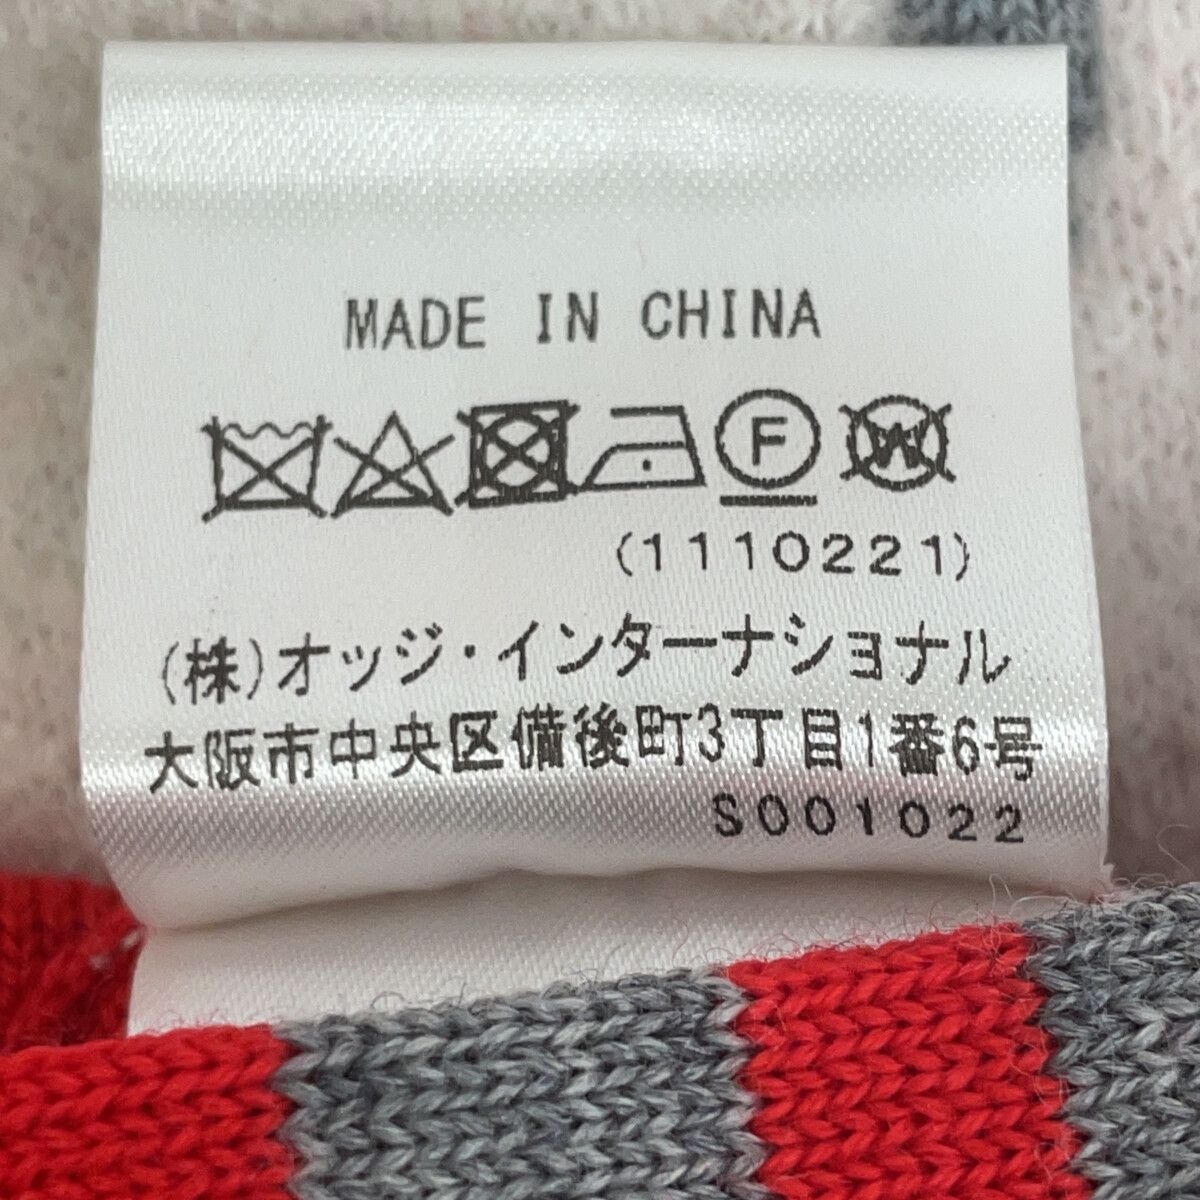 MADE IN CHINA
F W
(1110221)
(株)オッジ・インターナショナル
大阪市中央区備後町3丁目1番6号
S001022